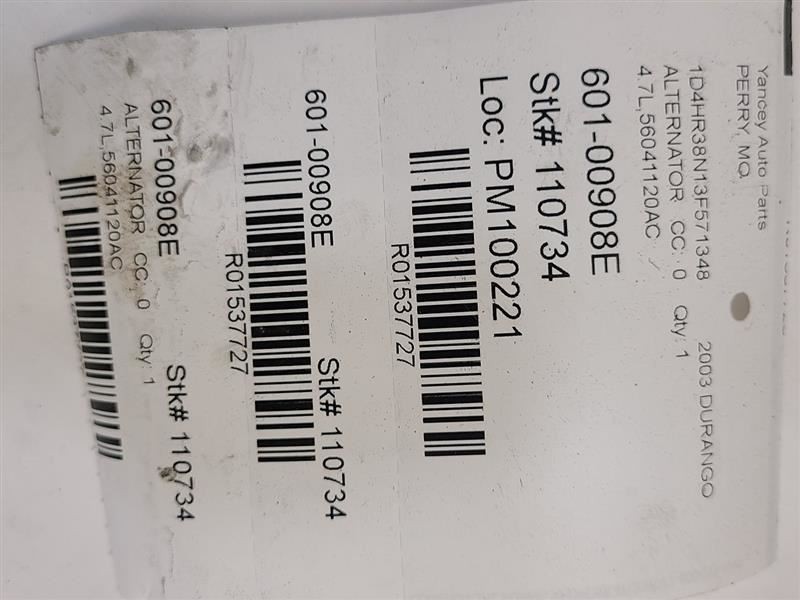 Yancey Auto Parts
PERRY, MO,
1D4HR38N13F571348 2003 DURANGO
ALTERNATOR CC: 0 Qty: 1
4.7L,56041120AC
601-00908E
Stk# 110734
Loc: PM100221
R01537727
601-00908E Stk# 110734
R01537727
601-00908E Stk# 110734
ALTERNATOR CC: 0 Qty: 1
4.7L,56041120AC